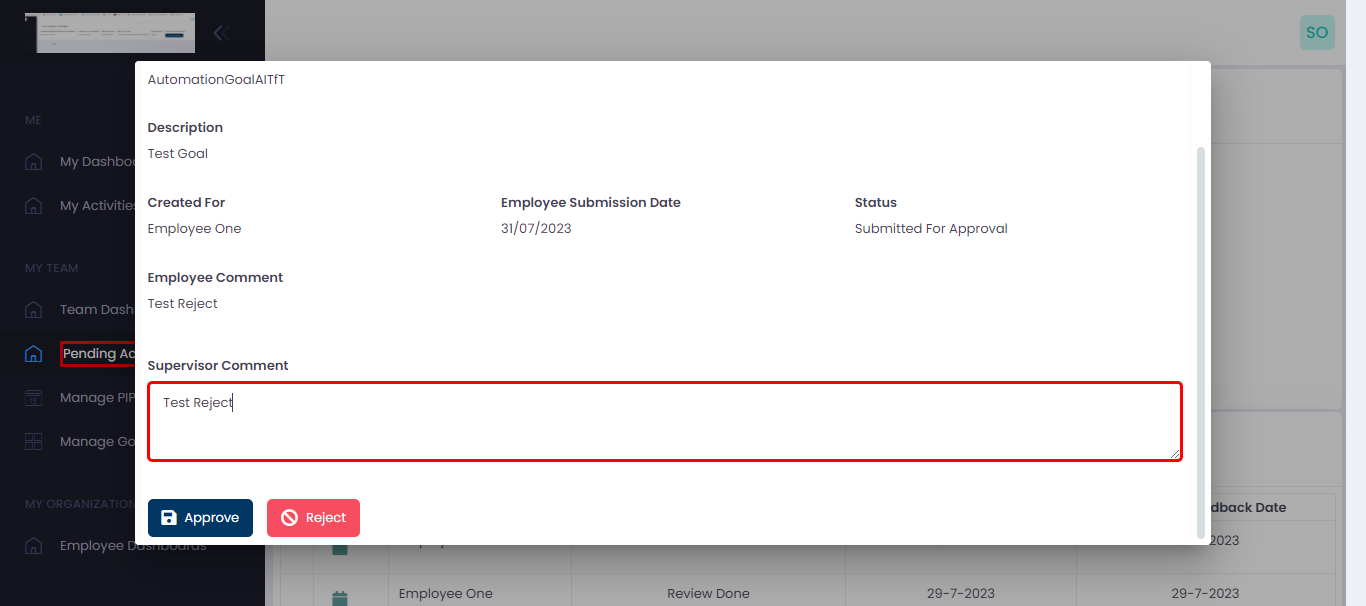 SO
ME
My Dashboa
My Activities
MY TEAM
Team Dash
Pending Ac
Manage PIP
Manage Go
MY ORGANIZATION
Employee Dashboards
AutomationGoalAITfT
Description
Test Goal
Created For
Employee Submission Date
Status
Employee One
31/07/2023
Submitted For Approval
Employee Comment
Test Reject
Supervisor Comment
Test Reject
Approve
Reject
dback Date
2023
Employee One
Review Done
29-7-2023
29-7-2023